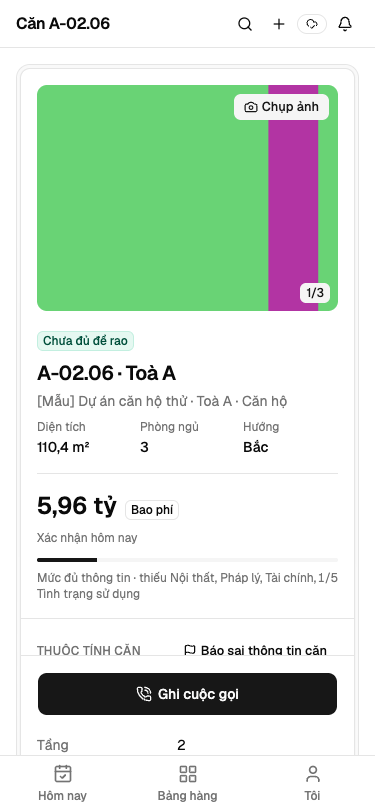 Căn A-02.06
Chụp ảnh
1/3
Chưa đủ để rao
A-02.06 · Toà A
[Mẫu] Dự án căn hộ thử · Toà A · Căn hộ
Diện tích Phòng ngủ Hướng
110,4 m² 3 Bắc
5,96 tỷ Bao phí
Xác nhận hôm nay
Mức đủ thông tin · thiếu Nội thất, Pháp lý, Tài chính, 1/5
Tình trạng sử dụng
THUỘC TÍNH CĂN Báo sai thông tin căn
Ghi cuộc gọi
Tầng 2
Hôm nay Bảng hàng Tôi